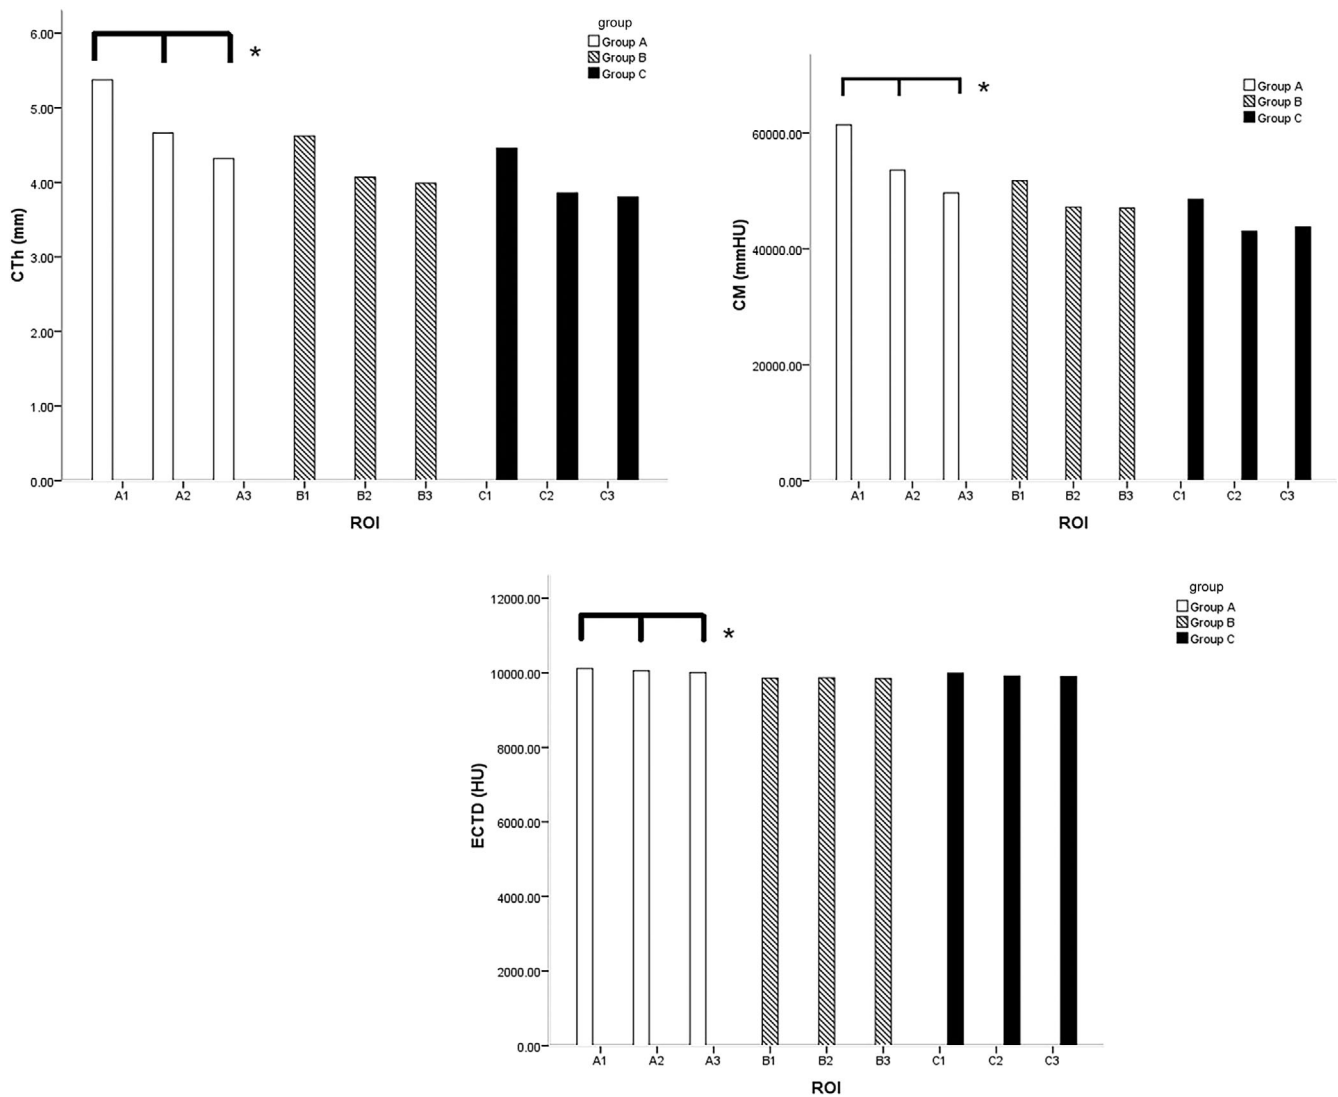 group
Group A
Group B
Group C
6.00
5.00
4.00
3.00
2.00
1.00
0.00
CTh (mm)
*
A1 A2 A3 B1 B2 B3 C1 C2 C3
ROI
Group A
Group B
Group C
60000.00
40000.00
20000.00
0.00
CM (mmHU)
*
A1 A2 A3 B1 B2 B3 C1 C2 C3
ROI
group
Group A
Group B
Group C
12000.00
10000.00
8000.00
6000.00
4000.00
2000.00
0.00
ECTD (HU)
*
A1 A2 A3 B1 B2 B3 C1 C2 C3
ROI